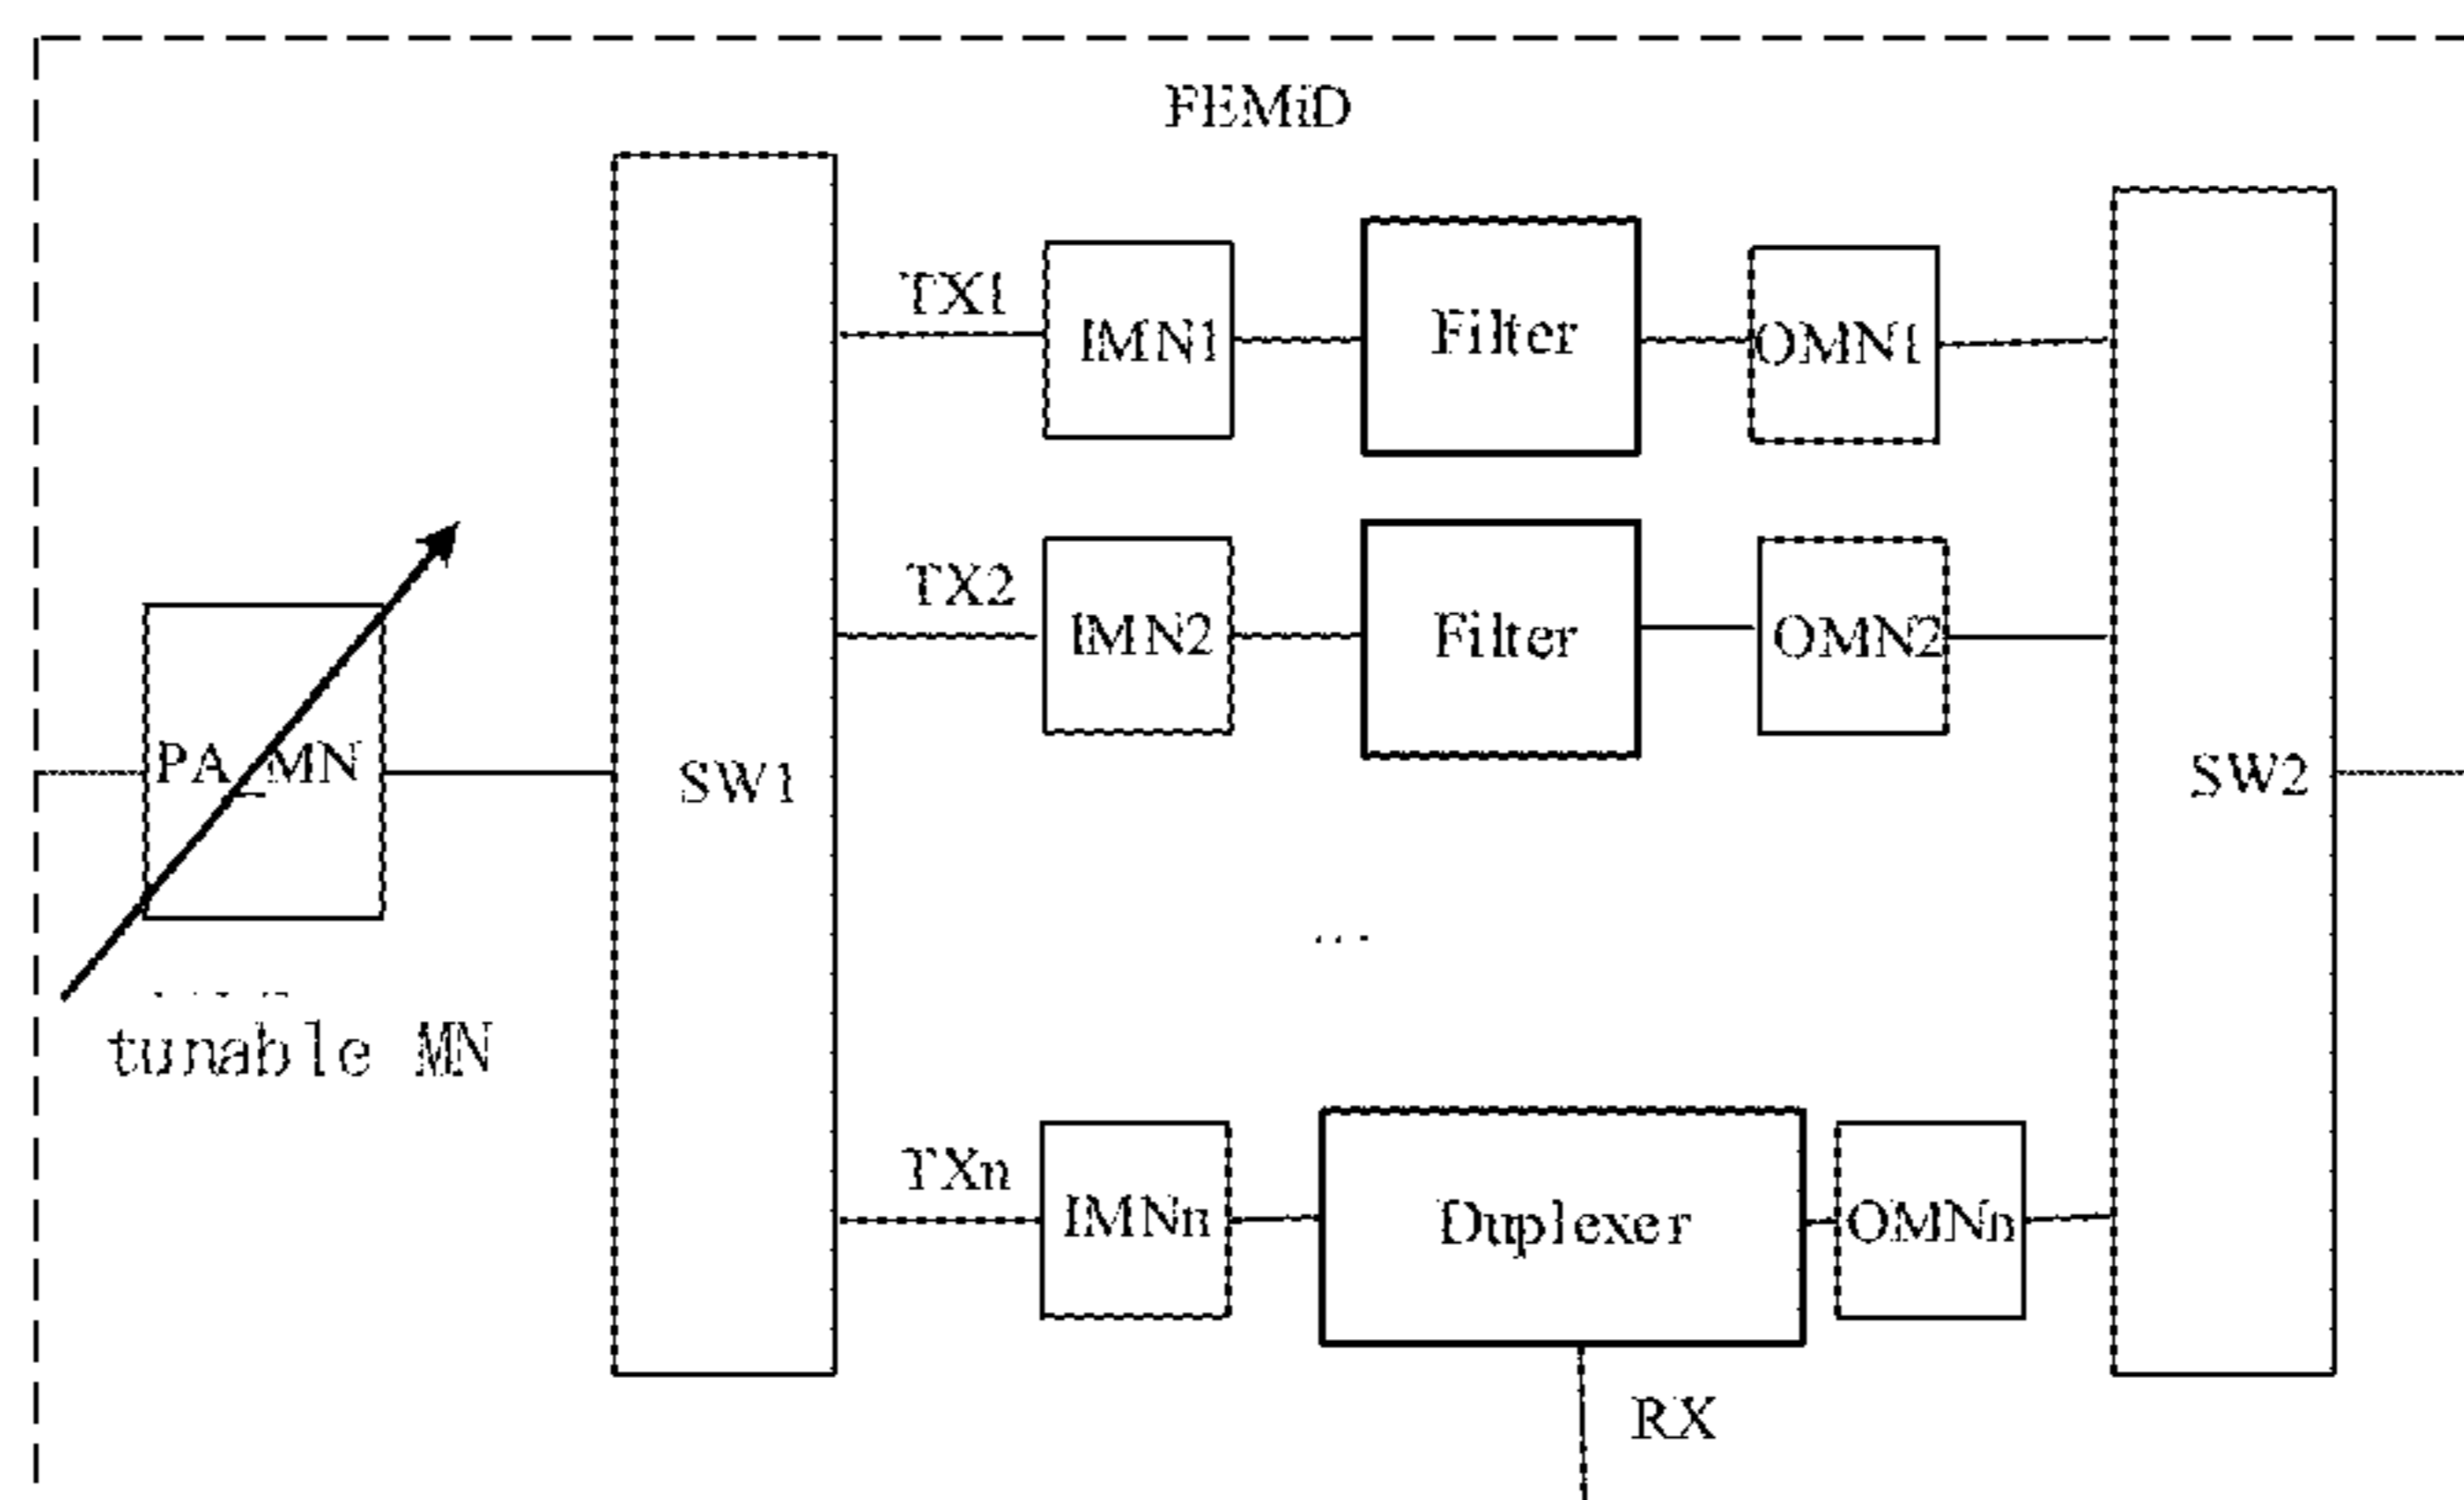 FEMiD
TX1
IMN1
Filter
OMN1
TX2
IMN2
Filter
OMN2
PA_MN
SW1
SW2
...
tunable MN
TXn
IMNn
Duplexer
OMNn
RX